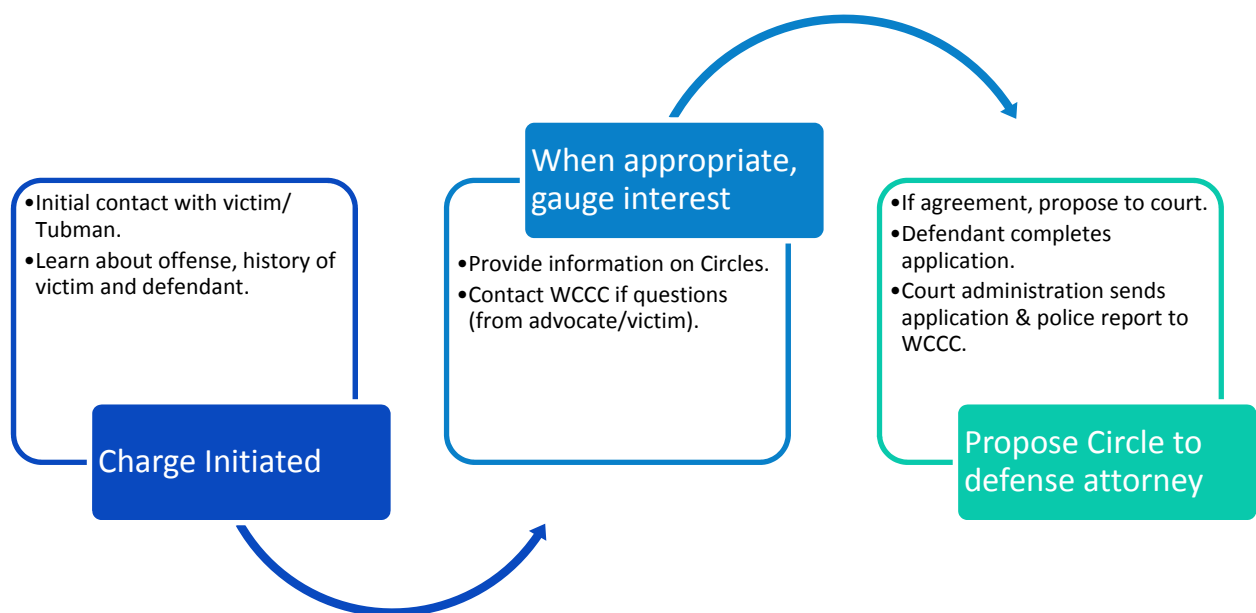 •Initial contact with victim/
Tubman.
•Learn about offense, history of
victim and defendant.
Charge Initiated
When appropriate,
gauge interest
•Provide information on Circles.
•Contact WCCC if questions
(from advocate/victim).
•If agreement, propose to court.
•Defendant completes
application.
•Court administration sends
application & police report to
WCCC.
Propose Circle to
defense attorney